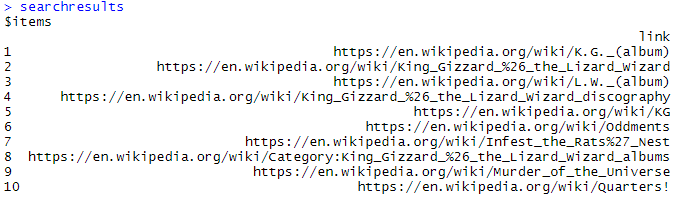 > searchresults
$items
link
1 https://en.wikipedia.org/wiki/K.G._(album)
2 https://en.wikipedia.org/wiki/King_Gizzard_%26_the_Lizard_Wizard
3 https://en.wikipedia.org/wiki/L.W._(album)
4 https://en.wikipedia.org/wiki/King_Gizzard_%26_the_Lizard_Wizard_discography
5 https://en.wikipedia.org/wiki/KG
6 https://en.wikipedia.org/wiki/Oddments
7 https://en.wikipedia.org/wiki/Infest_the_Rats%27_Nest
8 https://en.wikipedia.org/wiki/Category:King_Gizzard_%26_the_Lizard_Wizard_albums
9 https://en.wikipedia.org/wiki/Murder_of_the_Universe
10 https://en.wikipedia.org/wiki/Quarters!